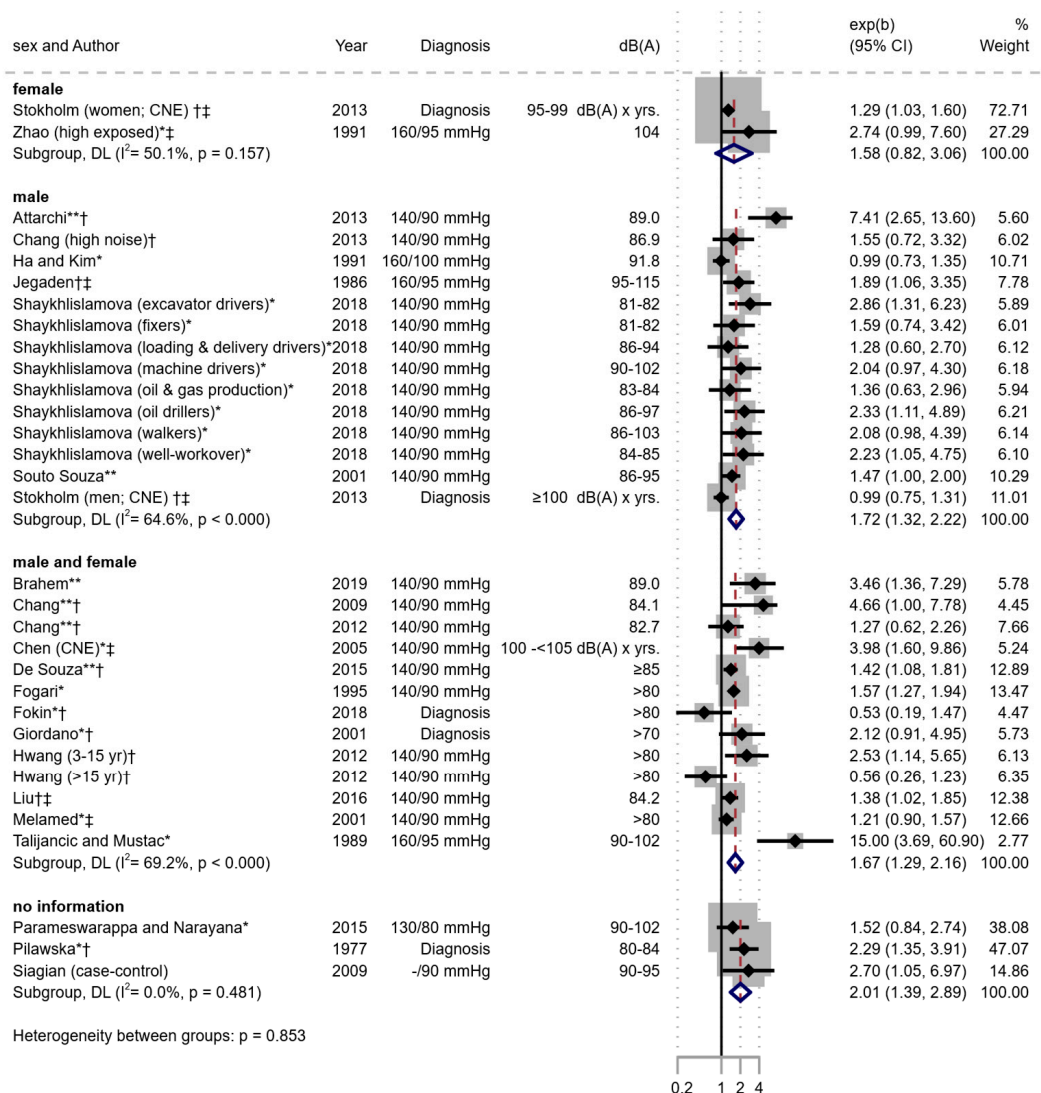 exp(b) %
sex and Author Year Diagnosis dB(A) (95% CI) Weight
female
Stokholm (women; CNE) †‡ 2013 Diagnosis 95-99 dB(A) x yrs. 1.29 (1.03, 1.60) 72.71
Zhao (high exposed)*‡ 1991 160/95 mmHg 104 2.74 (0.99, 7.60) 27.29
Subgroup, DL (I²= 50.1%, p = 0.157) 1.58 (0.82, 3.06) 100.00
male
Attarchi**† 2013 140/90 mmHg 89.0 7.41 (2.65, 13.60) 5.60
Chang (high noise)† 2013 140/90 mmHg 86.9 1.55 (0.72, 3.32) 6.02
Ha and Kim* 1991 160/100 mmHg 91.8 0.99 (0.73, 1.35) 10.71
Jegaden†‡ 1986 160/95 mmHg 95-115 1.89 (1.06, 3.35) 7.78
Shaykhlislamova (excavator drivers)* 2018 140/90 mmHg 81-82 2.86 (1.31, 6.23) 5.89
Shaykhlislamova (fixers)* 2018 140/90 mmHg 81-82 1.59 (0.74, 3.42) 6.01
Shaykhlislamova (loading & delivery drivers)* 2018 140/90 mmHg 86-94 1.28 (0.60, 2.70) 6.12
Shaykhlislamova (machine drivers)* 2018 140/90 mmHg 90-102 2.04 (0.97, 4.30) 6.18
Shaykhlislamova (oil & gas production)* 2018 140/90 mmHg 83-84 1.36 (0.63, 2.96) 5.94
Shaykhlislamova (oil drillers)* 2018 140/90 mmHg 86-97 2.33 (1.11, 4.89) 6.21
Shaykhlislamova (walkers)* 2018 140/90 mmHg 86-103 2.08 (0.98, 4.39) 6.14
Shaykhlislamova (well-workover)* 2018 140/90 mmHg 84-85 2.23 (1.05, 4.75) 6.10
Souto Souza** 2001 140/90 mmHg 86-95 1.47 (1.00, 2.00) 10.29
Stokholm (men; CNE) †‡ 2013 Diagnosis ≥100 dB(A) x yrs. 0.99 (0.75, 1.31) 11.01
Subgroup, DL (I²= 64.6%, p < 0.000) 1.72 (1.32, 2.22) 100.00
male and female
Brahem** 2019 140/90 mmHg 89.0 3.46 (1.36, 7.29) 5.78
Chang**† 2009 140/90 mmHg 84.1 4.66 (1.00, 7.78) 4.45
Chang**† 2012 140/90 mmHg 82.7 1.27 (0.62, 2.26) 7.66
Chen (CNE)*‡ 2005 140/90 mmHg 100 -<105 dB(A) x yrs. 3.98 (1.60, 9.86) 5.24
De Souza**† 2015 140/90 mmHg ≥85 1.42 (1.08, 1.81) 12.89
Fogari* 1995 140/90 mmHg >80 1.57 (1.27, 1.94) 13.47
Fokin*† 2018 Diagnosis >80 0.53 (0.19, 1.47) 4.47
Giordano*† 2001 Diagnosis >70 2.12 (0.91, 4.95) 5.73
Hwang (3-15 yr)† 2012 140/90 mmHg >80 2.53 (1.14, 5.65) 6.13
Hwang (>15 yr)† 2012 140/90 mmHg >80 0.56 (0.26, 1.23) 6.35
Liu†‡ 2016 140/90 mmHg 84.2 1.38 (1.02, 1.85) 12.38
Melamed*‡ 2001 140/90 mmHg >80 1.21 (0.90, 1.57) 12.66
Talijancic and Mustac* 1989 160/95 mmHg 90-102 15.00 (3.69, 60.90) 2.77
Subgroup, DL (I²= 69.2%, p < 0.000) 1.67 (1.29, 2.16) 100.00
no information
Parameswarappa and Narayana* 2015 130/80 mmHg 90-102 1.52 (0.84, 2.74) 38.08
Pilawska*† 1977 Diagnosis 80-84 2.29 (1.35, 3.91) 47.07
Siagian (case-control) 2009 -/90 mmHg 90-95 2.70 (1.05, 6.97) 14.86
Subgroup, DL (I²= 0.0%, p = 0.481) 2.01 (1.39, 2.89) 100.00
Heterogeneity between groups: p = 0.853
0.2 1 2 4